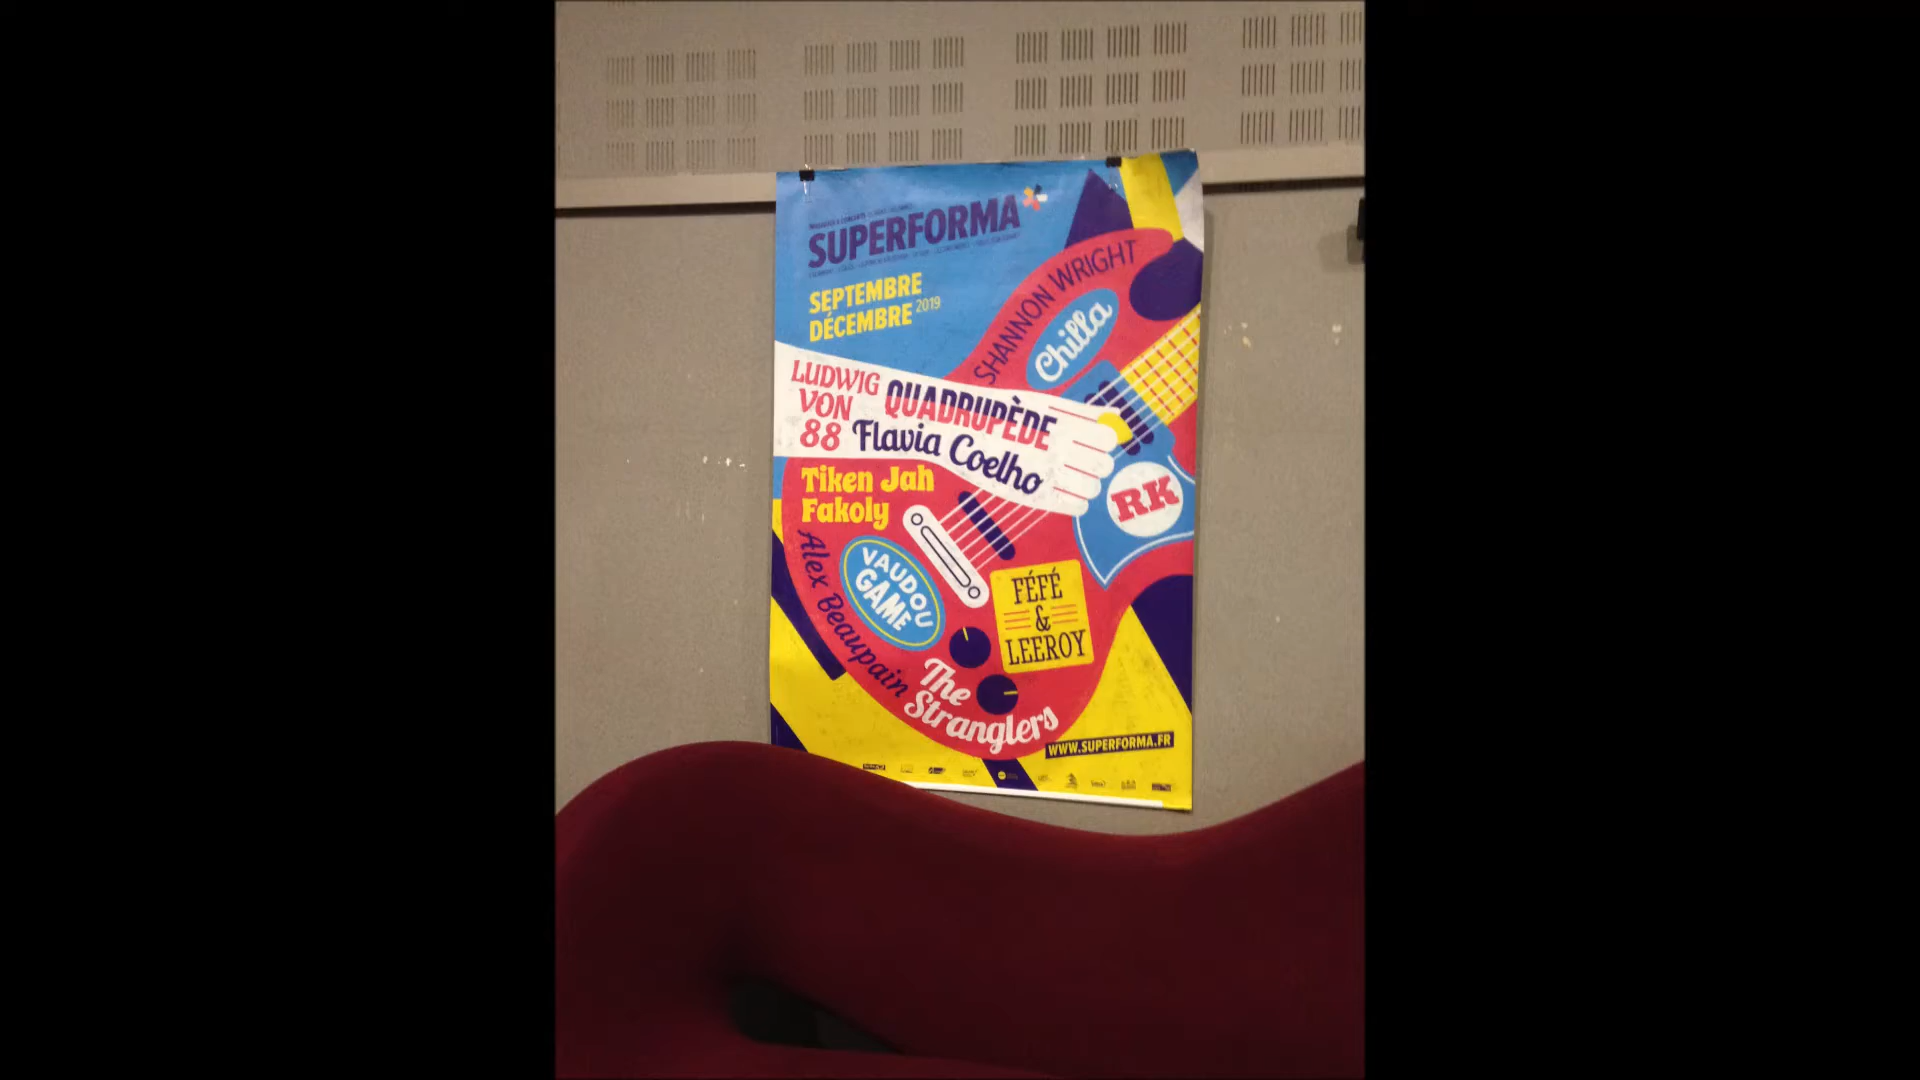 SUPERFORMA
SEPTEMBRE
DÉCEMBRE 2019
SHANNON WRIGHT
Chilla
LUDWIG
VON
88
QUADRUPÈDE
Flavia Coelho
Tiken Jah
Fakoly
RK
Alex Beaupain
VAUDOU
GAME
FÉFÉ
&
LEEROY
The
Stranglers
WWW.SUPERFORMA.FR